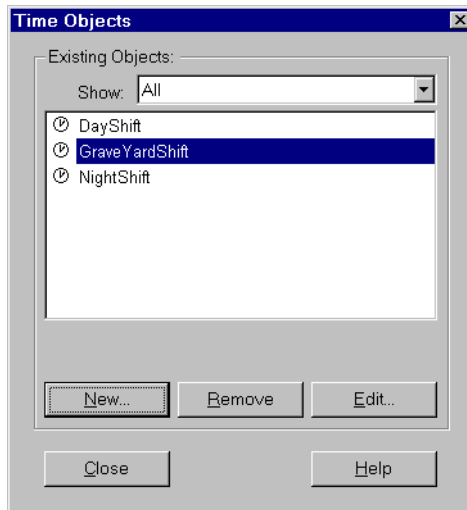 Time Objects
Existing Objects:
Show: All
DayShift
GraveYardShift
NightShift
New... Remove Edit...
Close Help